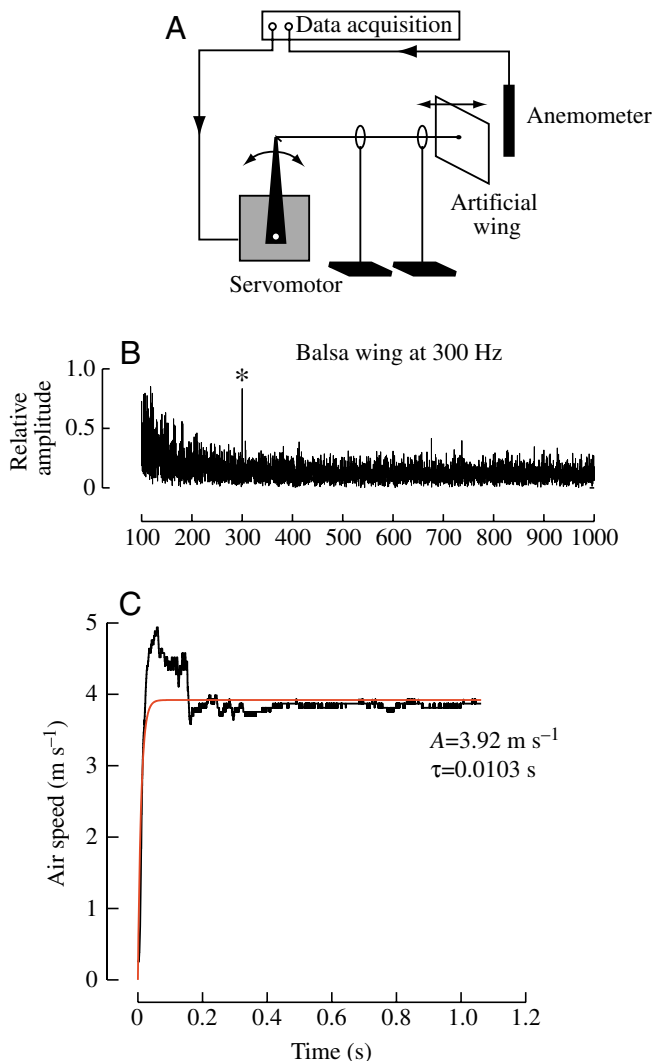 A
Data acquisition
Anemometer
Artificial
wing
Servomotor
B
Balsa wing at 300 Hz
*
Relative
amplitude
1.0
0.5
0
100 200 300 400 500 600 700 800 900 1000
C
Air speed (m s⁻¹)
5
4
3
2
1
0
A=3.92 m s⁻¹
τ=0.0103 s
0 0.2 0.4 0.6 0.8 1.0 1.2
Time (s)